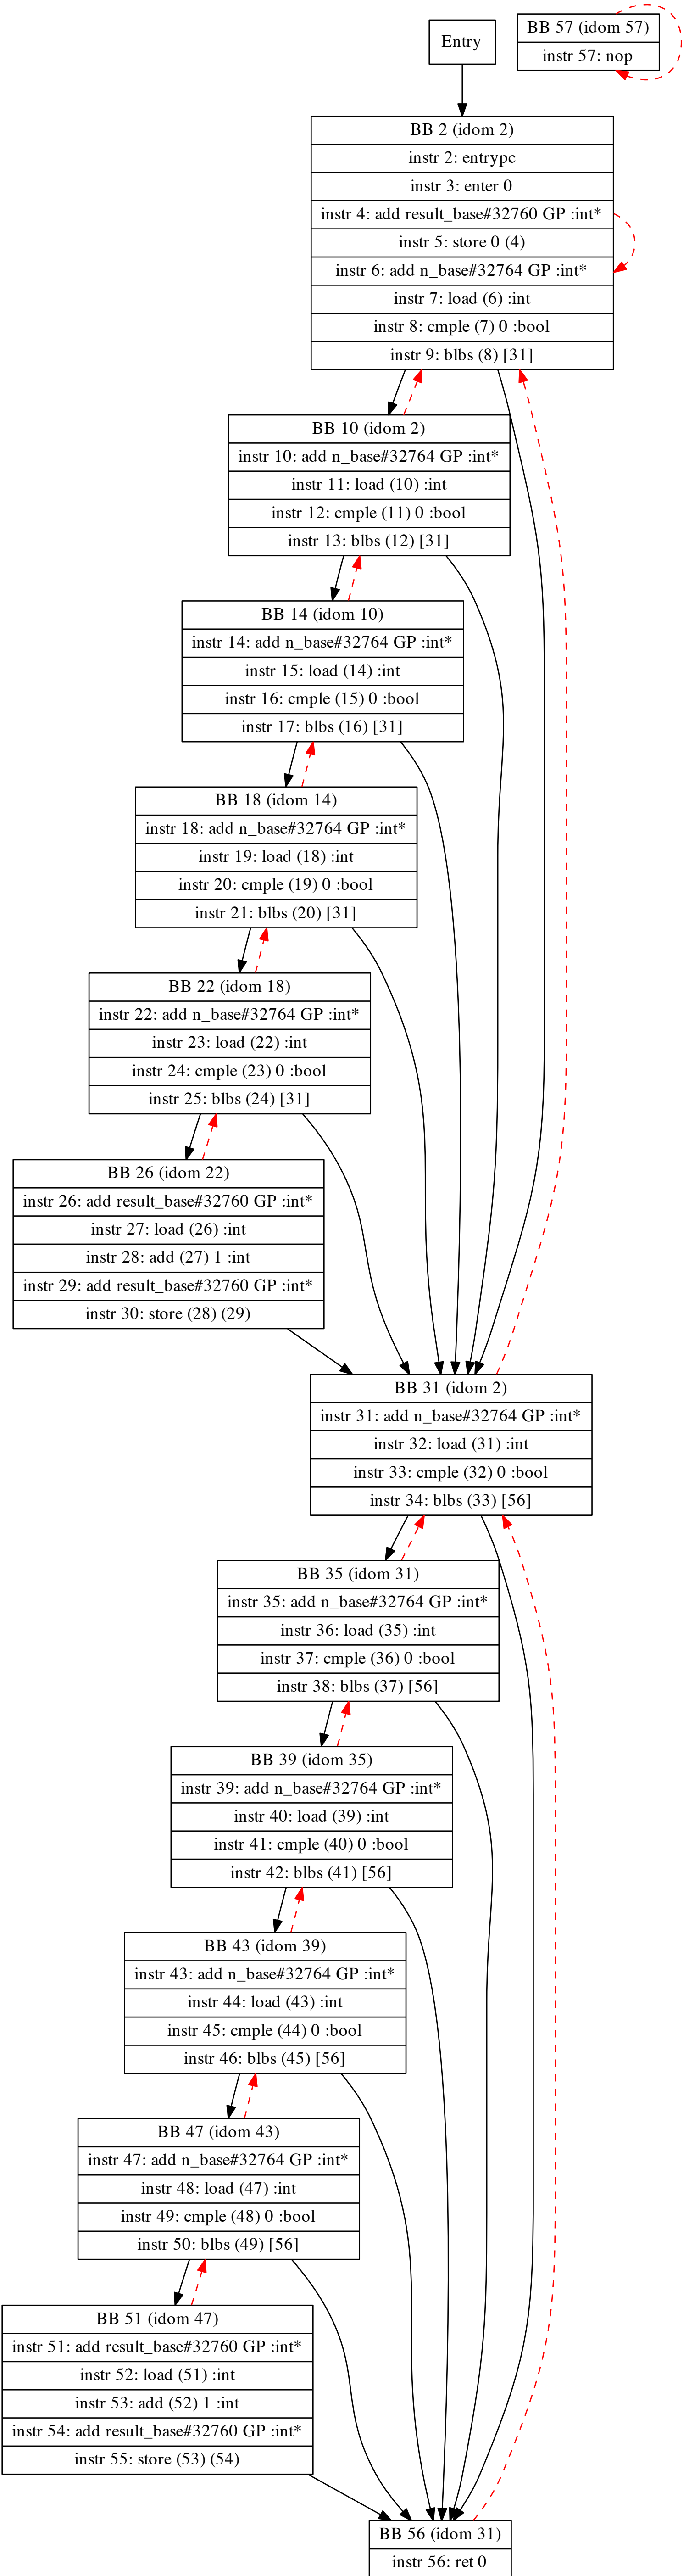 Entry
BB 57 (idom 57)
instr 57: nop
BB 2 (idom 2)
instr 2: entrypc
instr 3: enter 0
instr 4: add result_base#32760 GP :int*
instr 5: store 0 (4)
instr 6: add n_base#32764 GP :int*
instr 7: load (6) :int
instr 8: cmple (7) 0 :bool
instr 9: blbs (8) [31]
BB 10 (idom 2)
instr 10: add n_base#32764 GP :int*
instr 11: load (10) :int
instr 12: cmple (11) 0 :bool
instr 13: blbs (12) [31]
BB 14 (idom 10)
instr 14: add n_base#32764 GP :int*
instr 15: load (14) :int
instr 16: cmple (15) 0 :bool
instr 17: blbs (16) [31]
BB 18 (idom 14)
instr 18: add n_base#32764 GP :int*
instr 19: load (18) :int
instr 20: cmple (19) 0 :bool
instr 21: blbs (20) [31]
BB 22 (idom 18)
instr 22: add n_base#32764 GP :int*
instr 23: load (22) :int
instr 24: cmple (23) 0 :bool
instr 25: blbs (24) [31]
BB 26 (idom 22)
instr 26: add result_base#32760 GP :int*
instr 27: load (26) :int
instr 28: add (27) 1 :int
instr 29: add result_base#32760 GP :int*
instr 30: store (28) (29)
BB 31 (idom 2)
instr 31: add n_base#32764 GP :int*
instr 32: load (31) :int
instr 33: cmple (32) 0 :bool
instr 34: blbs (33) [56]
BB 35 (idom 31)
instr 35: add n_base#32764 GP :int*
instr 36: load (35) :int
instr 37: cmple (36) 0 :bool
instr 38: blbs (37) [56]
BB 39 (idom 35)
instr 39: add n_base#32764 GP :int*
instr 40: load (39) :int
instr 41: cmple (40) 0 :bool
instr 42: blbs (41) [56]
BB 43 (idom 39)
instr 43: add n_base#32764 GP :int*
instr 44: load (43) :int
instr 45: cmple (44) 0 :bool
instr 46: blbs (45) [56]
BB 47 (idom 43)
instr 47: add n_base#32764 GP :int*
instr 48: load (47) :int
instr 49: cmple (48) 0 :bool
instr 50: blbs (49) [56]
BB 51 (idom 47)
instr 51: add result_base#32760 GP :int*
instr 52: load (51) :int
instr 53: add (52) 1 :int
instr 54: add result_base#32760 GP :int*
instr 55: store (53) (54)
BB 56 (idom 31)
instr 56: ret 0